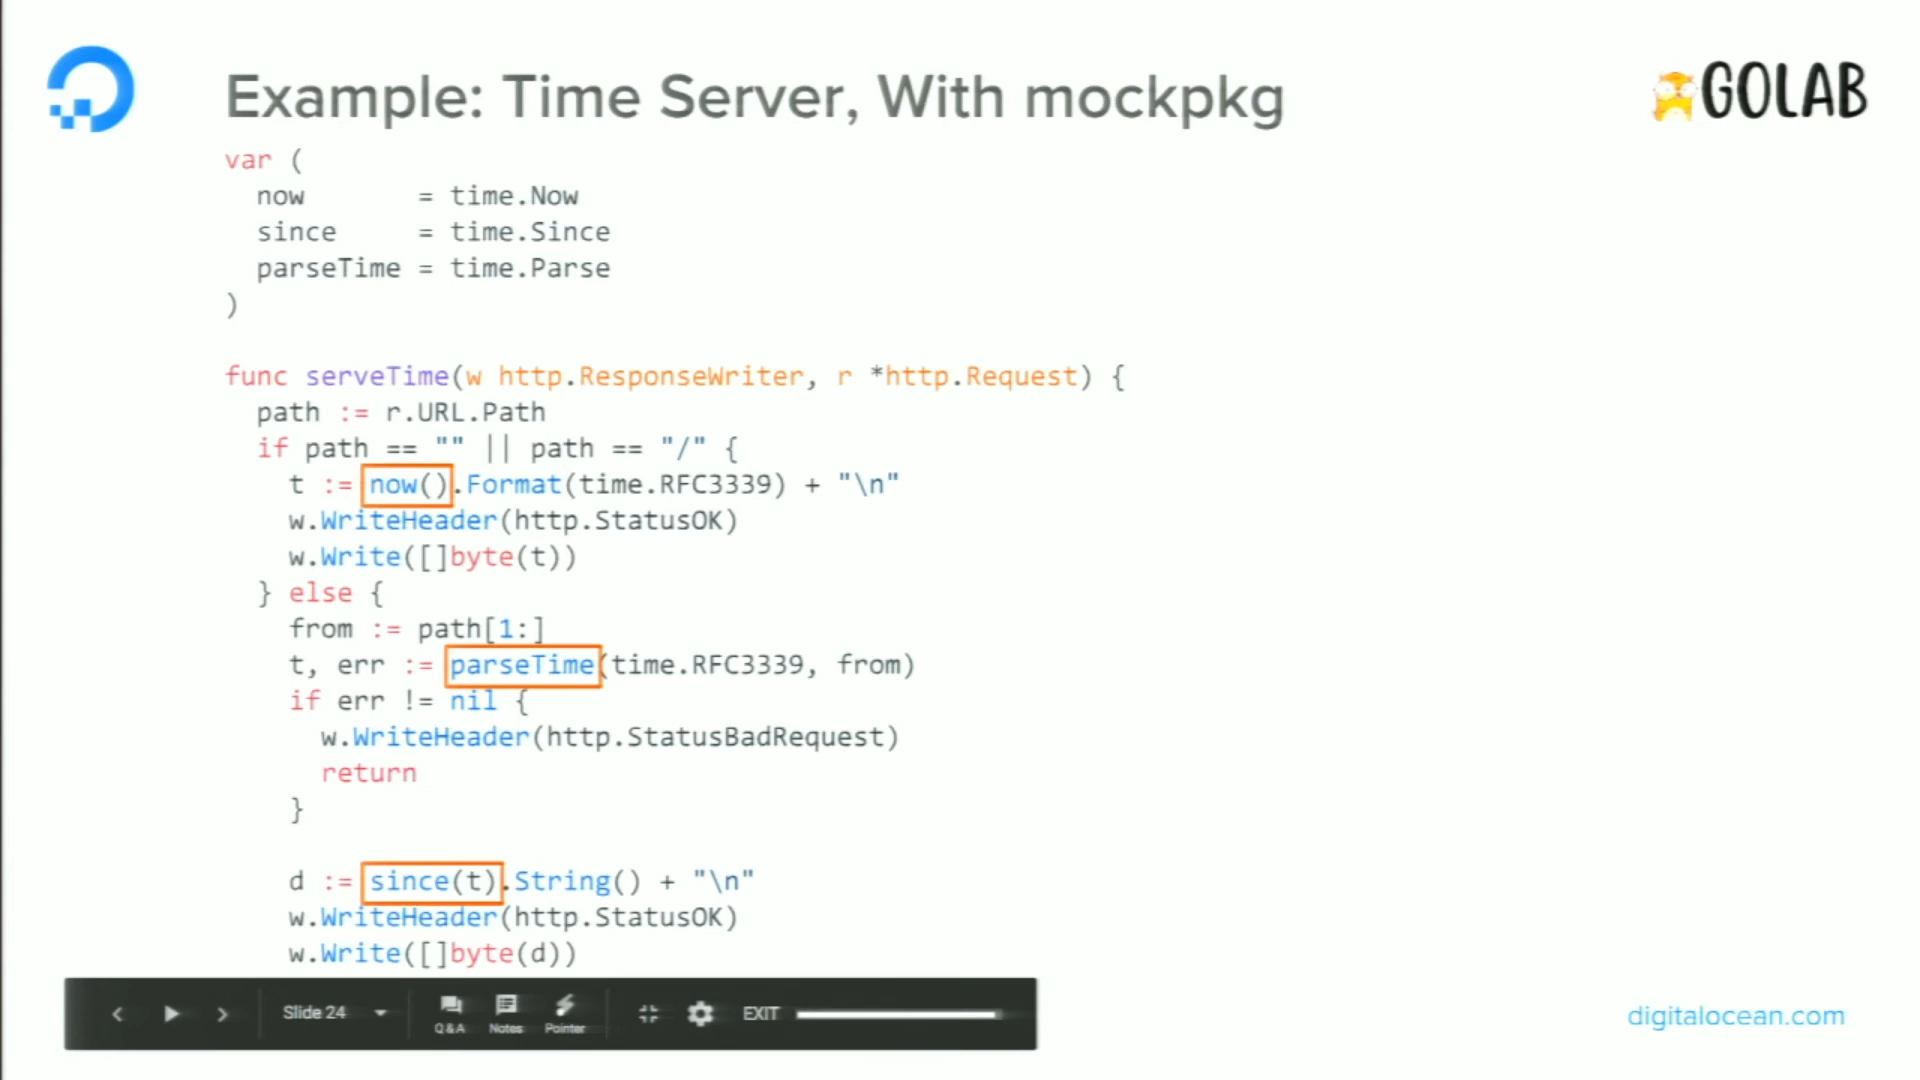 Example: Time Server, With mockpkg
GOLAB
var (
  now       = time.Now
  since     = time.Since
  parseTime = time.Parse
)

func serveTime(w http.ResponseWriter, r *http.Request) {
  path := r.URL.Path
  if path == "" || path == "/" {
    t := now().Format(time.RFC3339) + "\n"
    w.WriteHeader(http.StatusOK)
    w.Write([]byte(t))
  } else {
    from := path[1:]
    t, err := parseTime(time.RFC3339, from)
    if err != nil {
      w.WriteHeader(http.StatusBadRequest)
      return
    }

    d := since(t).String() + "\n"
    w.WriteHeader(http.StatusOK)
    w.Write([]byte(d))
Slide 24
Q&A
Notes
Pointer
EXIT
digitalocean.com